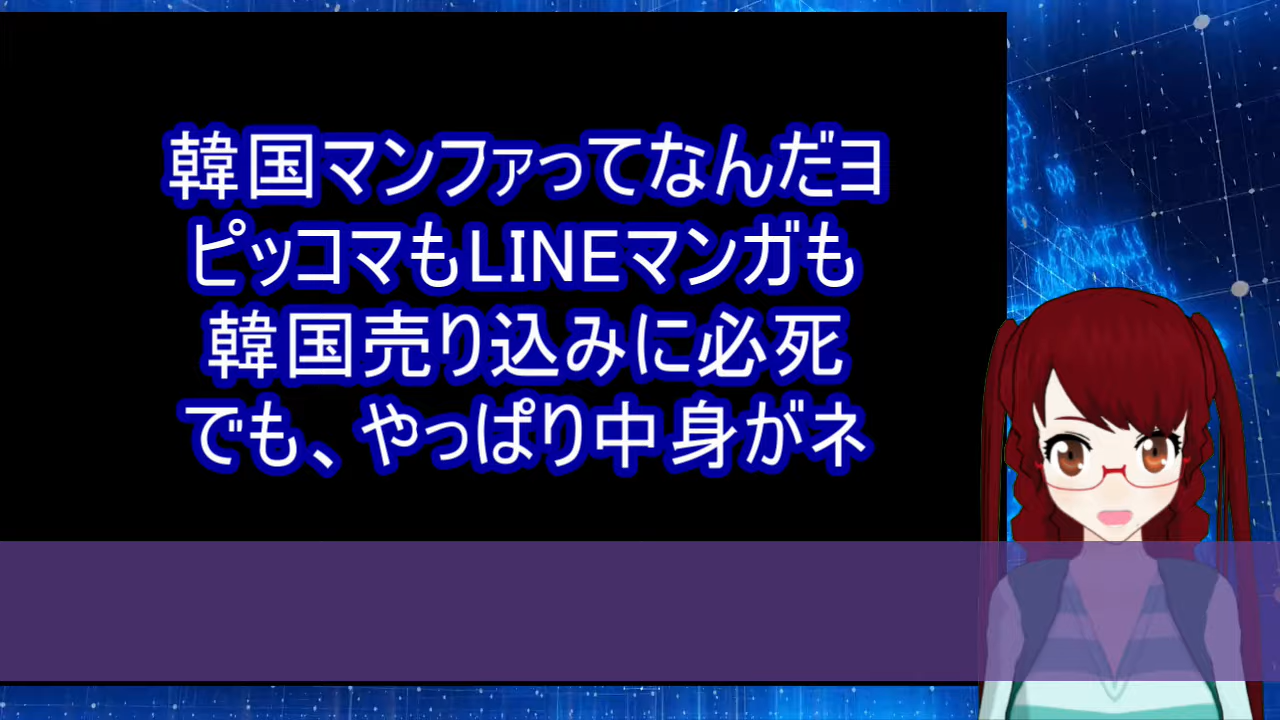 韓国マンファってなんだヨ
ピッコマもLINEマンガも
韓国売り込みに必死
でも、やっぱり中身がネ